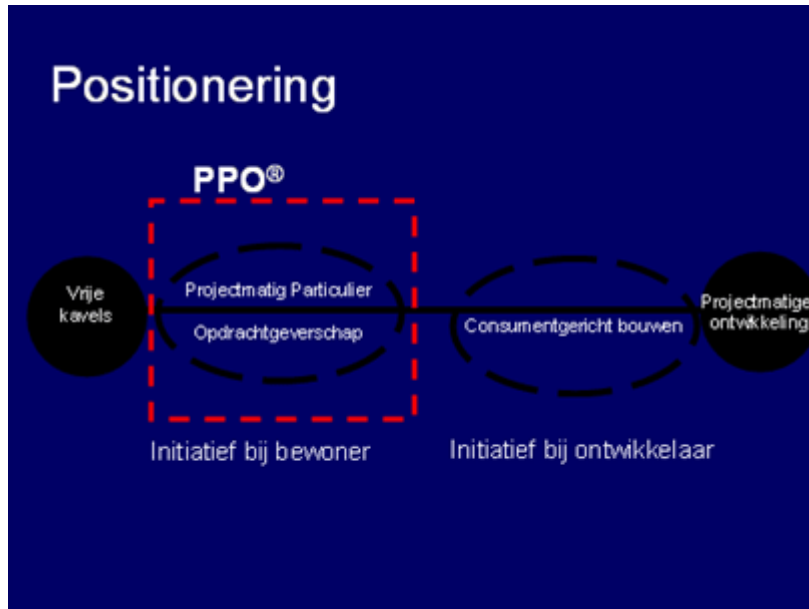 Positionering
PPO®
Vrije
kavels
Projectmatig Particulier
Opdrachtgeverschap
Consumentgericht bouwen
Projectmatige
ontwikkeling
Initiatief bij bewoner
Initiatief bij ontwikkelaar